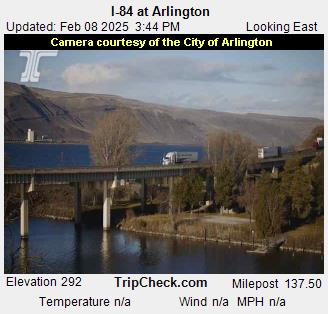 I-84 at Arlington
Updated: Feb 08 2025 3:44 PM Looking East
Camera courtesy of the City of Arlington
Elevation 292 TripCheck.com Milepost 137.50
Temperature n/a Wind n/a MPH n/a